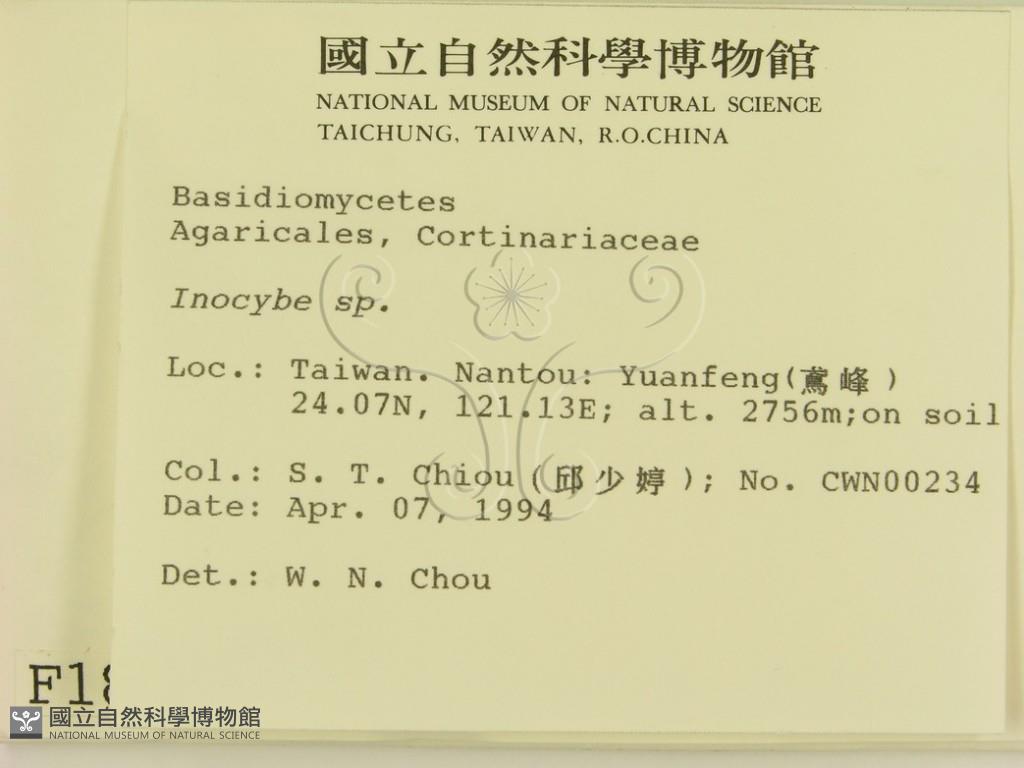 國立自然科學博物館
NATIONAL MUSEUM OF NATURAL SCIENCE
TAICHUNG, TAIWAN, R.O.CHINA
Basidiomycetes
Agaricales, Cortinariaceae
Inocybe sp.
Loc.: Taiwan. Nantou: Yuanfeng(鳶峰)
24.07N, 121.13E; alt. 2756m;on soil
Col.: S. T. Chiou(邱少婷); No. CWN00234
Date: Apr. 07, 1994
Det.: W. N. Chou
F18
國立自然科學博物館
NATIONAL MUSEUM OF NATURAL SCIENCE